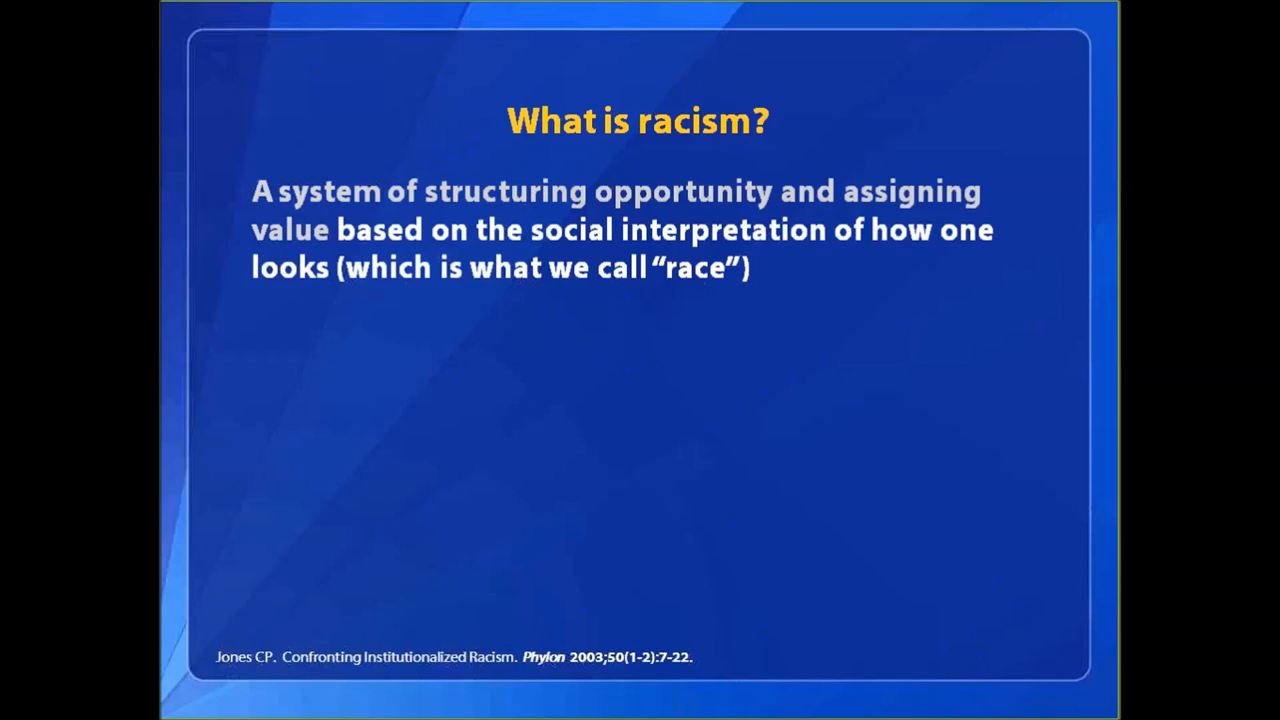 What is racism?
A system of structuring opportunity and assigning
value based on the social interpretation of how one
looks (which is what we call “race”)
Jones CP. Confronting Institutionalized Racism. Phylon 2003;50(1-2):7-22.